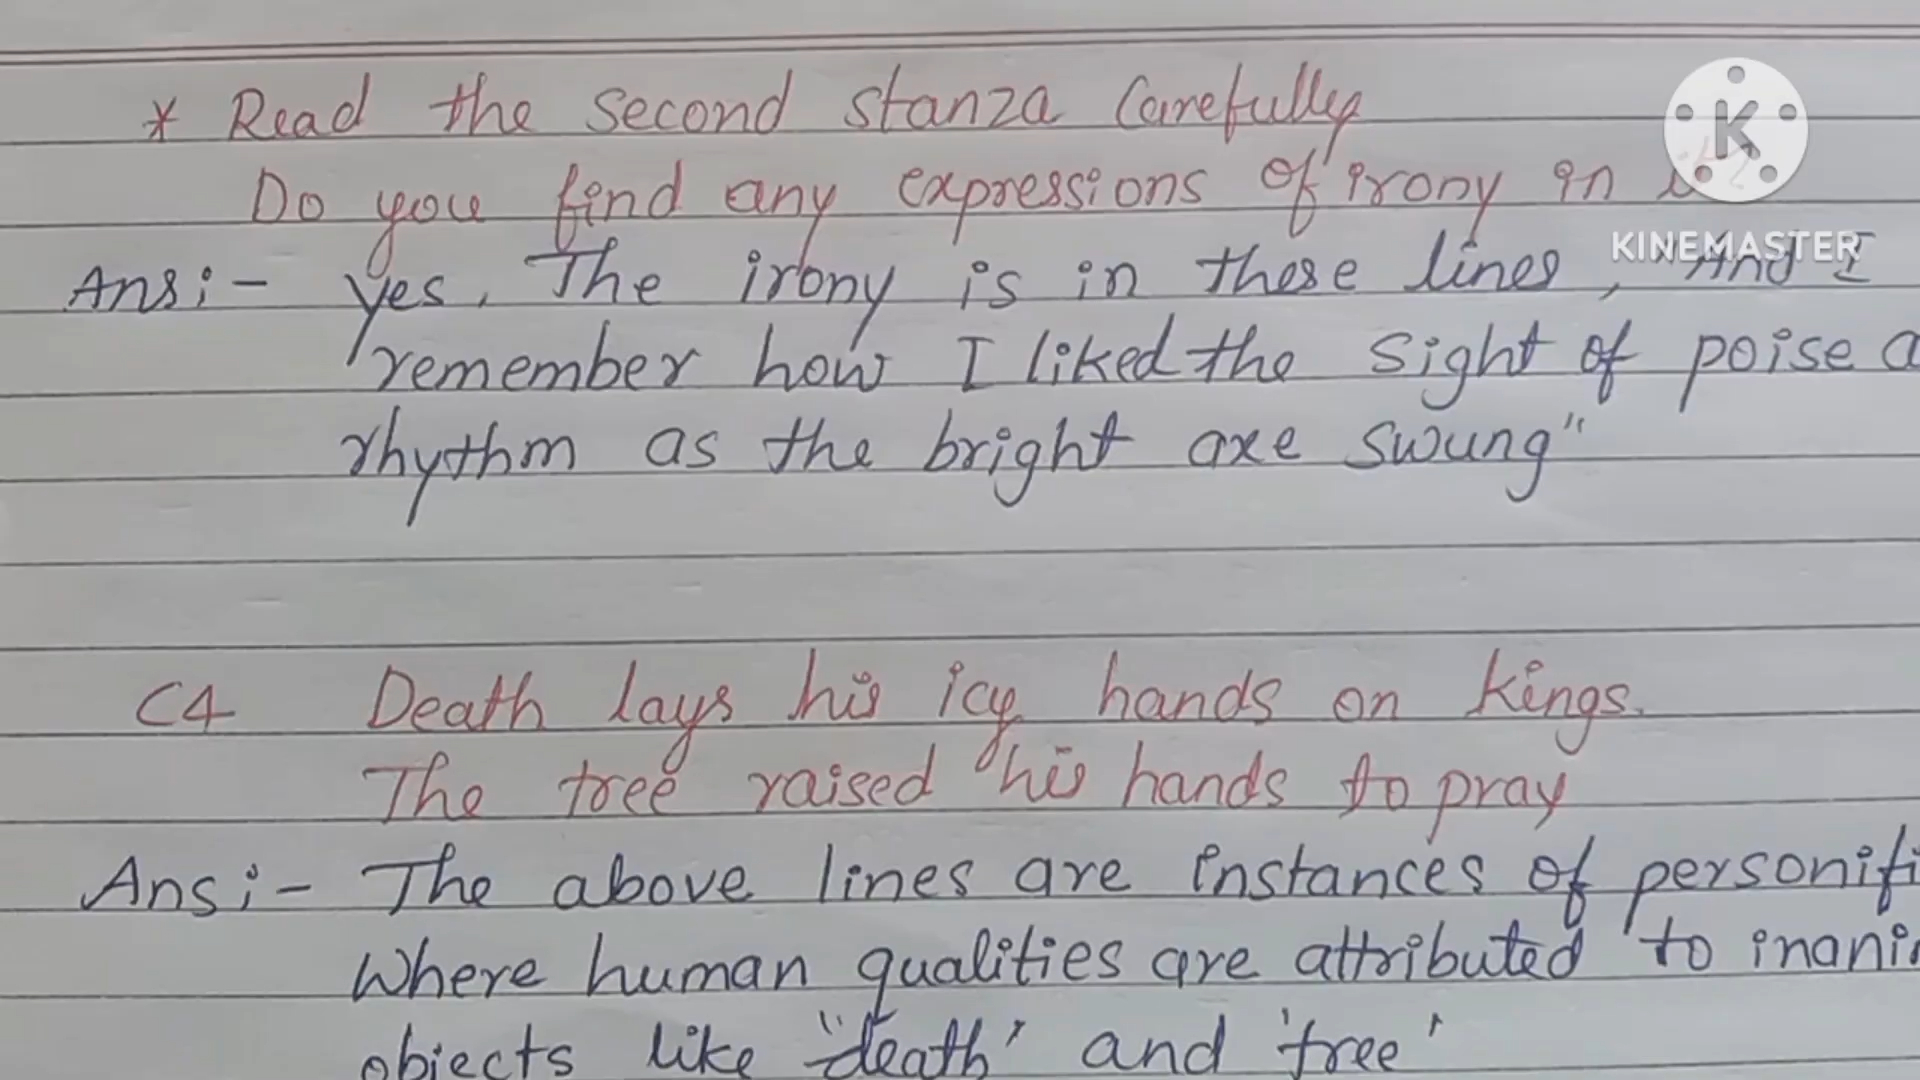 * Read the second stanza Carefully
Do you find any expressions of irony in
Ans:- yes, The irony is in these lines, "And I
remember how I liked the sight of poise a
rhythm as the bright axe swung"
C4 Death lays his icy hands on kings.
The tree raised his hands to pray
Ans:- The above lines are instances of personifi
Where human qualities are attributed to inani
objects like "death' and 'tree'
K
KINEMASTER